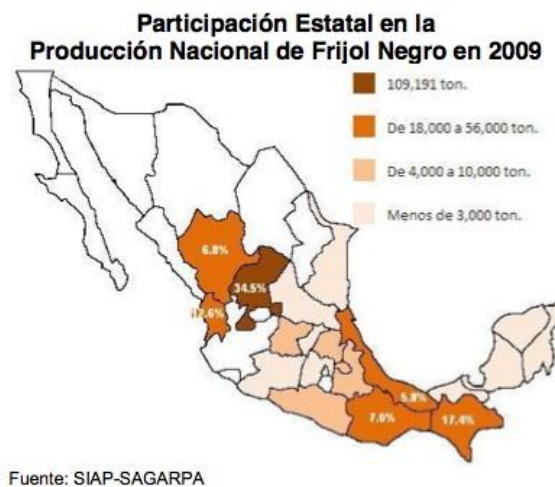 Participación Estatal en la
Producción Nacional de Frijol Negro en 2009
109,191 ton.
De 18,000 a 56,000 ton.
De 4,000 a 10,000 ton.
Menos de 3,000 ton.
6.8%
34.5%
17.6%
5.8%
7.0%
17.4%
Fuente: SIAP-SAGARPA